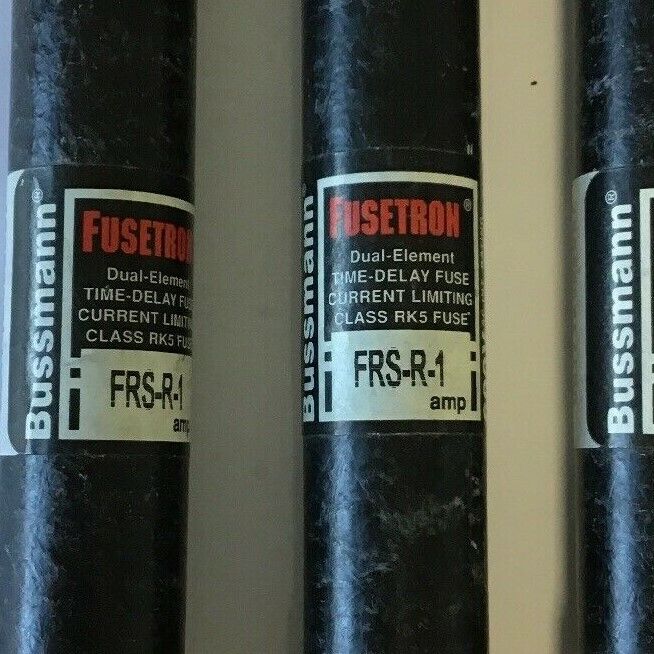 Bussmann®
FUSETRON
Dual-Element
TIME-DELAY FUSE
CURRENT LIMITING
CLASS RK5 FUSE
FRS-R-1
amp
Bussmann
FUSETRON®
Dual-Element
TIME-DELAY FUSE
CURRENT LIMITING
CLASS RK5 FUSE
FRS-R-1
amp
Bussmann®